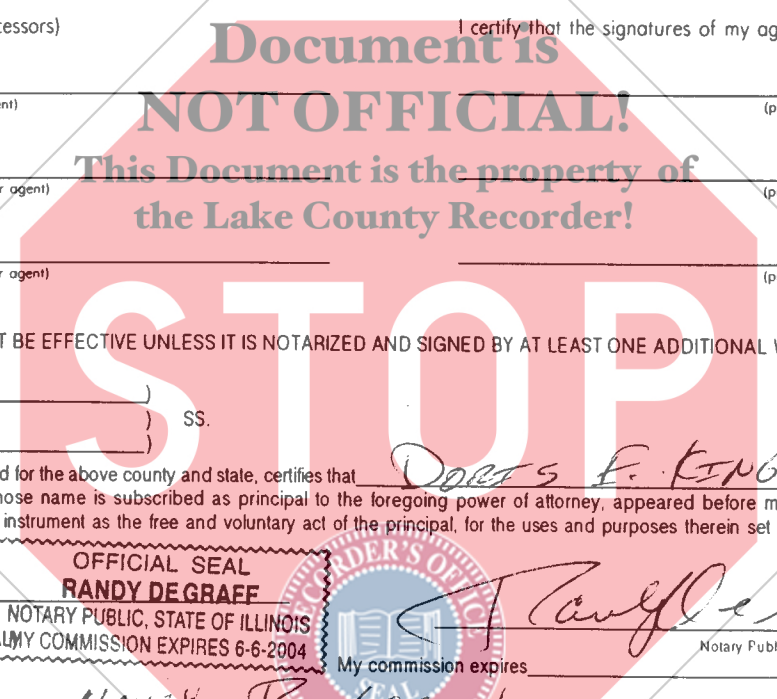 cessors)
I certify that the signatures of my ag
Document is
NOT OFFICIAL!
ent)
(p
This Document is the property of
r agent)
(p
the Lake County Recorder!
r agent)
(p
STOP
T BE EFFECTIVE UNLESS IT IS NOTARIZED AND SIGNED BY AT LEAST ONE ADDITIONAL W
)
) SS.
)
d for the above county and state, certifies that DORIS E. KING
hose name is subscribed as principal to the foregoing power of attorney, appeared before m
instrument as the free and voluntary act of the principal, for the uses and purposes therein set
OFFICIAL SEAL
RANDY DEGRAFF
NOTARY PUBLIC, STATE OF ILLINOIS
MY COMMISSION EXPIRES 6-6-2004
RECORDER'S OFFICE
SEAL
Notary Publ
My commission expires